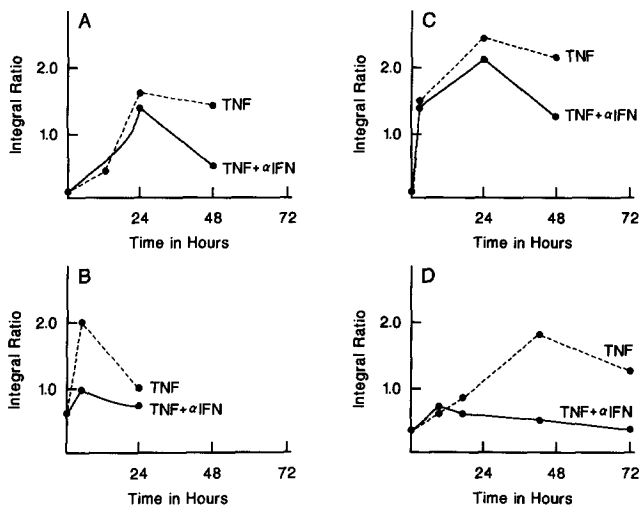 A
2.0
1.0
Integral Ratio
TNF
TNF+αIFN
24 48 72
Time in Hours
C
2.0
1.0
Integral Ratio
TNF
TNF+αIFN
24 48 72
Time in Hours
B
2.0
1.0
Integral Ratio
TNF
TNF+αIFN
24 48 72
Time in Hours
D
2.0
1.0
Integral Ratio
TNF
TNF+αIFN
24 48 72
Time in Hours